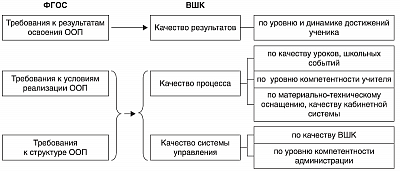 ФГОС
ВШК
Требования к результатам
освоения ООП
Качество результатов
по уровню и динамике достижений
ученика
Требования к условиям
реализации ООП
Качество процесса
по качеству уроков, школьных
событий
по уровню компетентности учителя
по материально-техническому
оснащению, качеству кабинетной
системы
Требования
к структуре ООП
Качество системы
управления
по качеству ВШК
по уровню компетентности
администрации